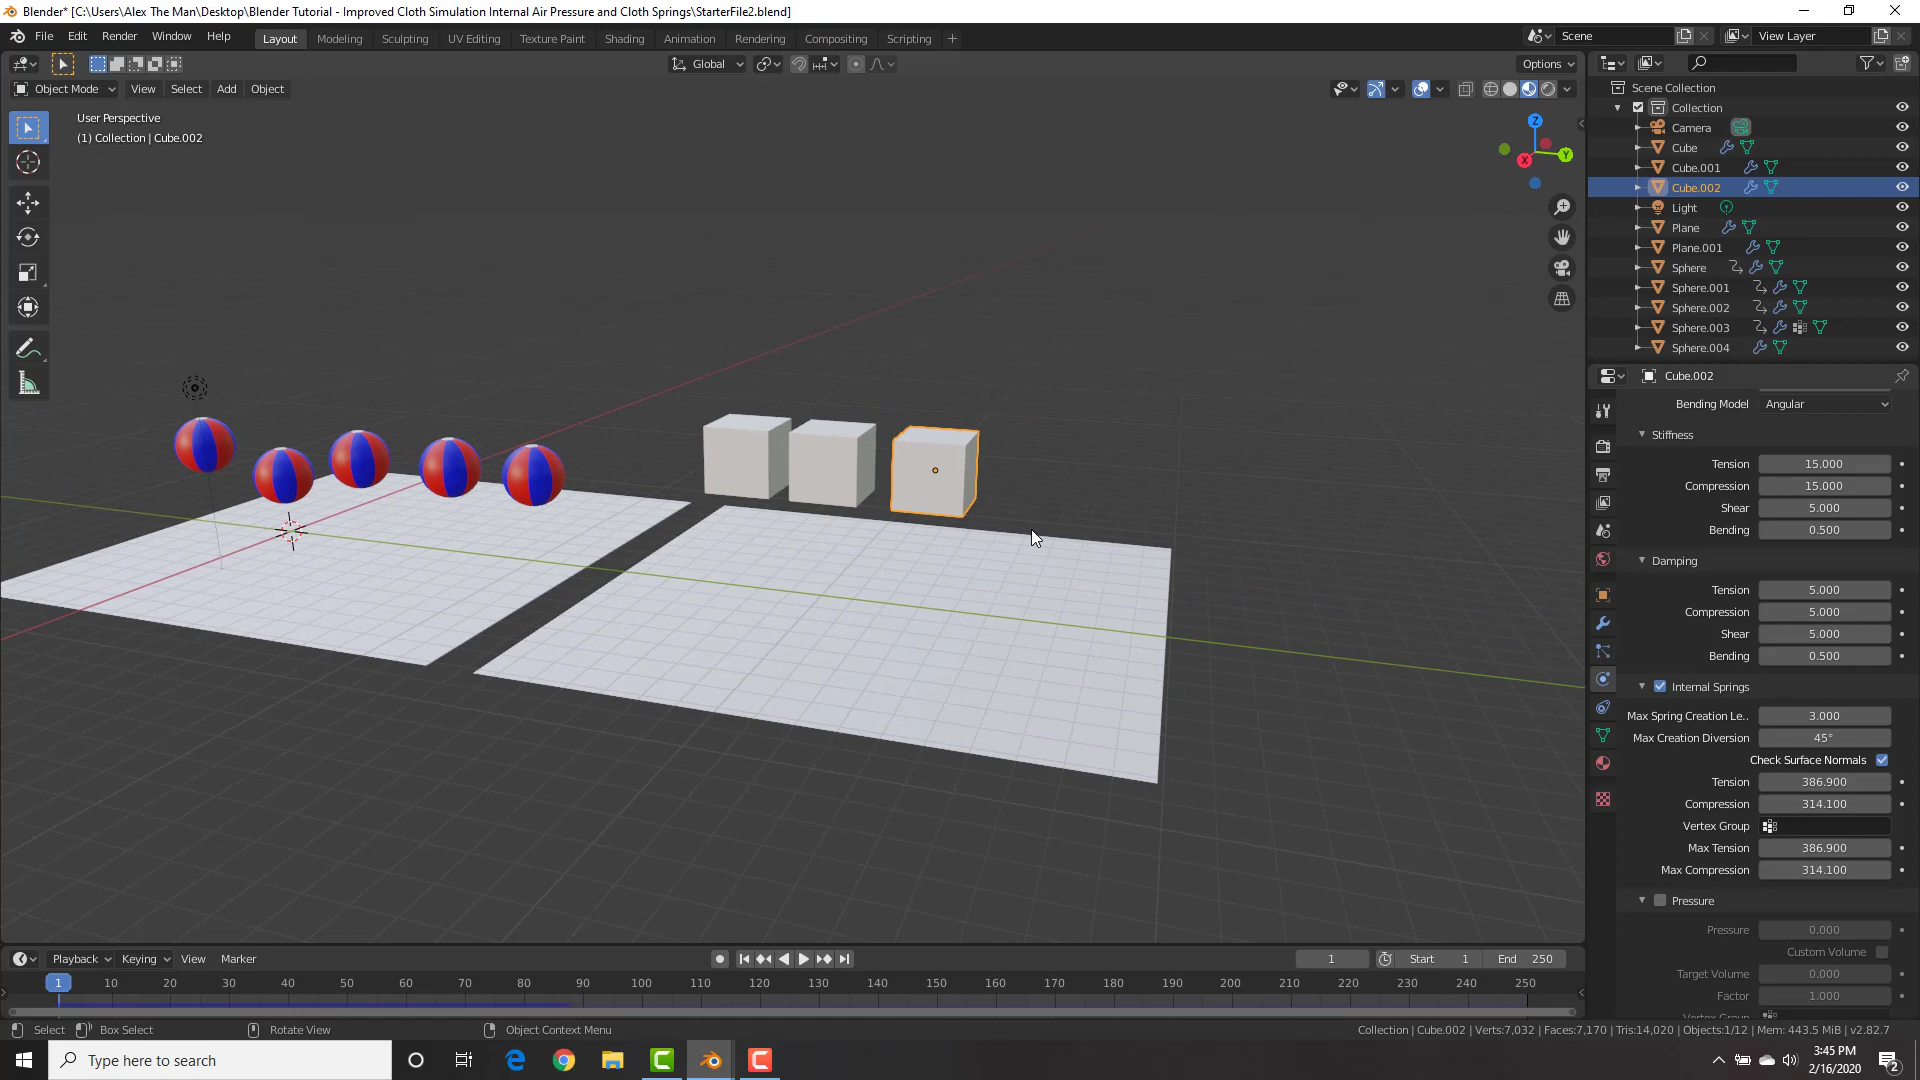 Blender* [C:\Users\Alex The Man\Desktop\Blender Tutorial - Improved Cloth Simulation Internal Air Pressure and Cloth Springs\StarterFile2.blend]
File Edit Render Window Help Layout Modeling Sculpting UV Editing Texture Paint Shading Animation Rendering Compositing Scripting + Scene View Layer
Global Options
Object Mode View Select Add Object
User Perspective
(1) Collection | Cube.002
Z
X
Y
Scene Collection
Collection
Camera
Cube
Cube.001
Cube.002
Light
Plane
Plane.001
Sphere
Sphere.001
Sphere.002
Sphere.003
Sphere.004
Cube.002
Bending Model Angular
Stiffness
Tension 15.000
Compression 15.000
Shear 5.000
Bending 0.500
Damping
Tension 5.000
Compression 5.000
Shear 5.000
Bending 0.500
Internal Springs
Max Spring Creation Le.. 3.000
Max Creation Diversion 45°
Check Surface Normals
Tension 386.900
Compression 314.100
Vertex Group
Max Tension 386.900
Max Compression 314.100
Pressure
Pressure 0.000
Custom Volume
Target Volume 0.000
Factor 1.000
Vertex Group
Playback Keying View Marker 1 Start 1 End 250
1 10 20 30 40 50 60 70 80 90 100 110 120 130 140 150 160 170 180 190 200 210 220 230 240 250
Select Box Select Rotate View Object Context Menu Collection | Cube.002 | Verts:7,032 | Faces:7,170 | Tris:14,020 | Objects:1/12 | Mem: 443.5 MiB | v2.82.7
Type here to search
3:45 PM
2/16/2020
2